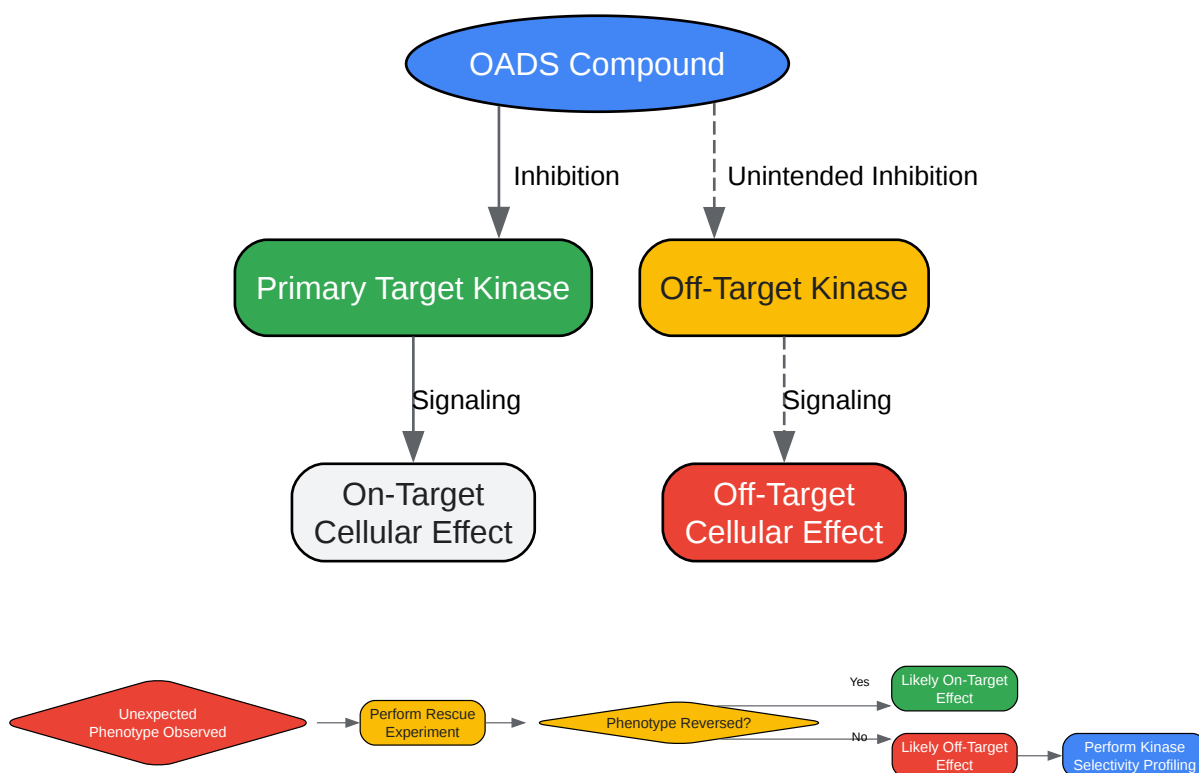 OADS Compound
Inhibition
Unintended Inhibition
Primary Target Kinase
Off-Target Kinase
Signaling
Signaling
On-Target
Cellular Effect
Off-Target
Cellular Effect
Unexpected
Phenotype Observed
Perform Rescue
Experiment
Phenotype Reversed?
Yes
Likely On-Target
Effect
No
Likely Off-Target
Effect
Perform Kinase
Selectivity Profiling